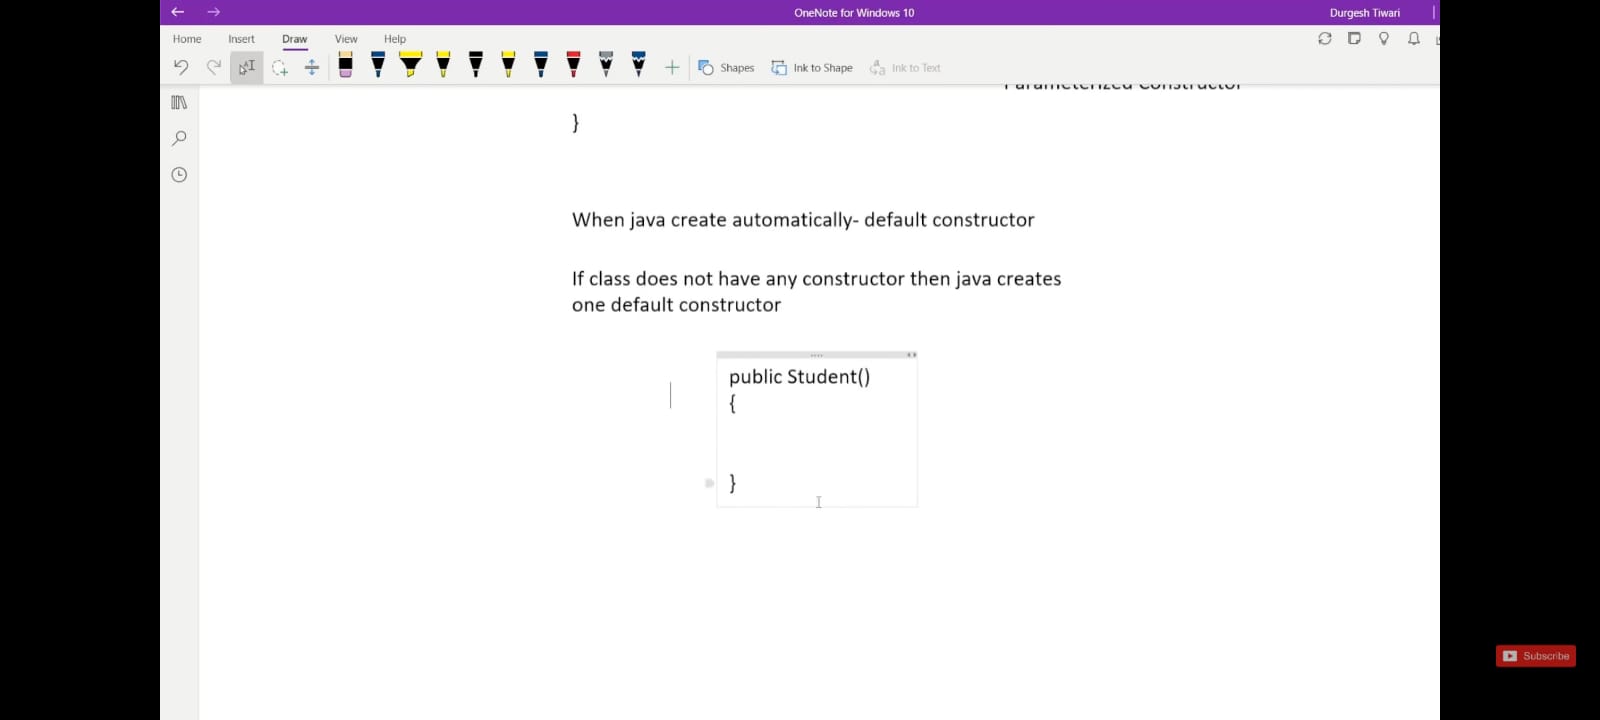 OneNote for Windows 10
Durgesh Tiwari
Home Insert Draw View Help
Shapes Ink to Shape Ink to Text
Parameterized Constructor
}
When java create automatically- default constructor
If class does not have any constructor then java creates
one default constructor
public Student()
{
}
Subscribe